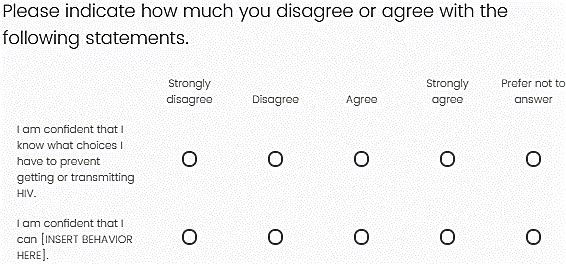 Please indicate how much you disagree or agree with the
following statements.
Strongly
disagree
Disagree
Agree
Strongly
agree
Prefer not to
answer
I am confident that I
know what choices I
have to prevent
getting or transmitting
HIV.
I am confident that I
can [INSERT BEHAVIOR
HERE].